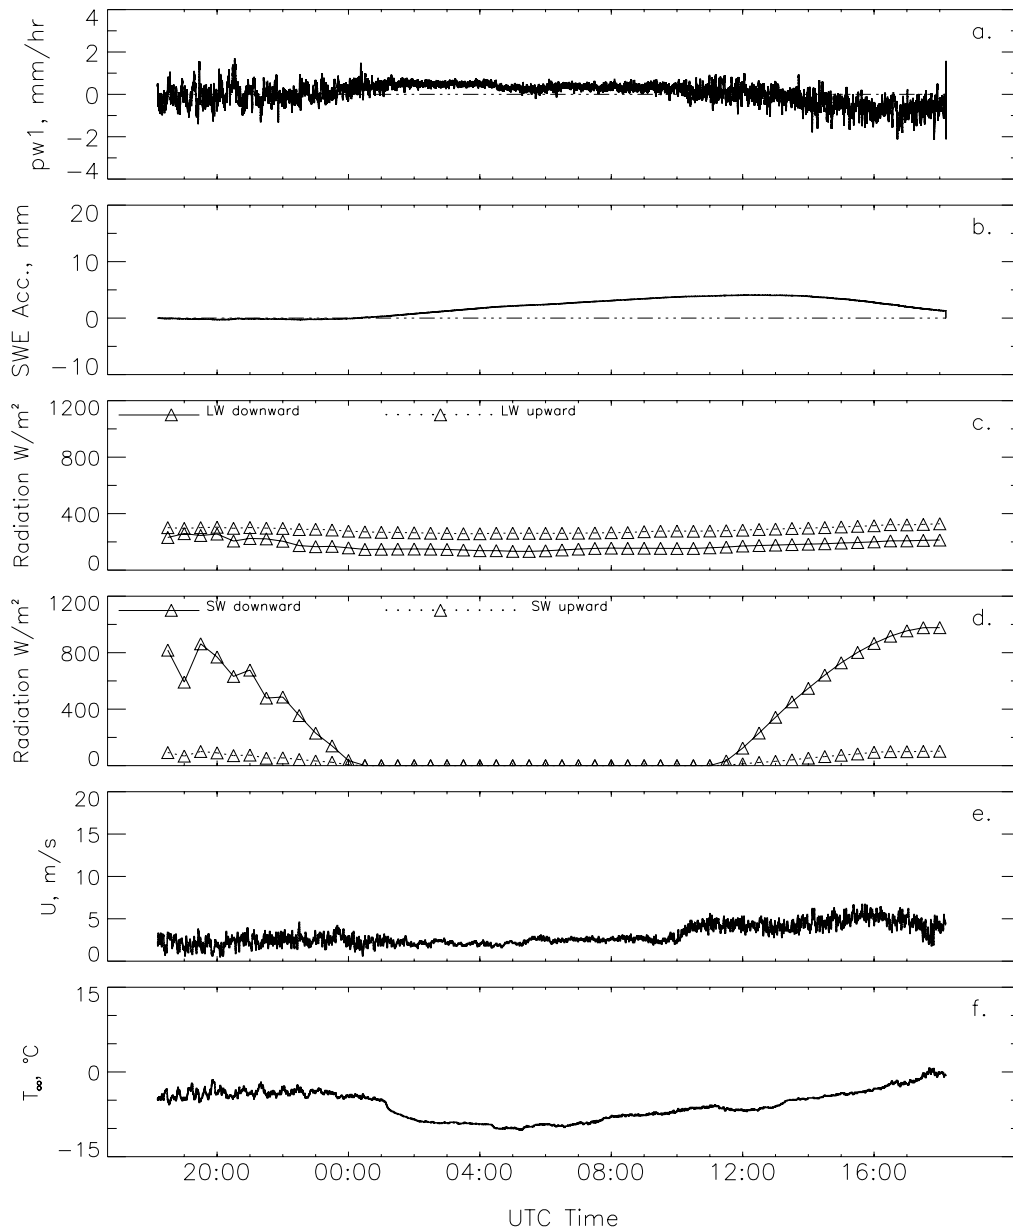 4
2
0
−2
−4
pw1, mm/hr
a.
20
10
0
−10
SWE Acc., mm
b.
1200
800
400
0
Radiation W/m²
LW downward
LW upward
c.
1200
800
400
0
Radiation W/m²
SW downward
SW upward
d.
20
15
10
5
0
U, m/s
e.
15
0
−15
T∞, °C
f.
20:00 00:00 04:00 08:00 12:00 16:00
UTC Time